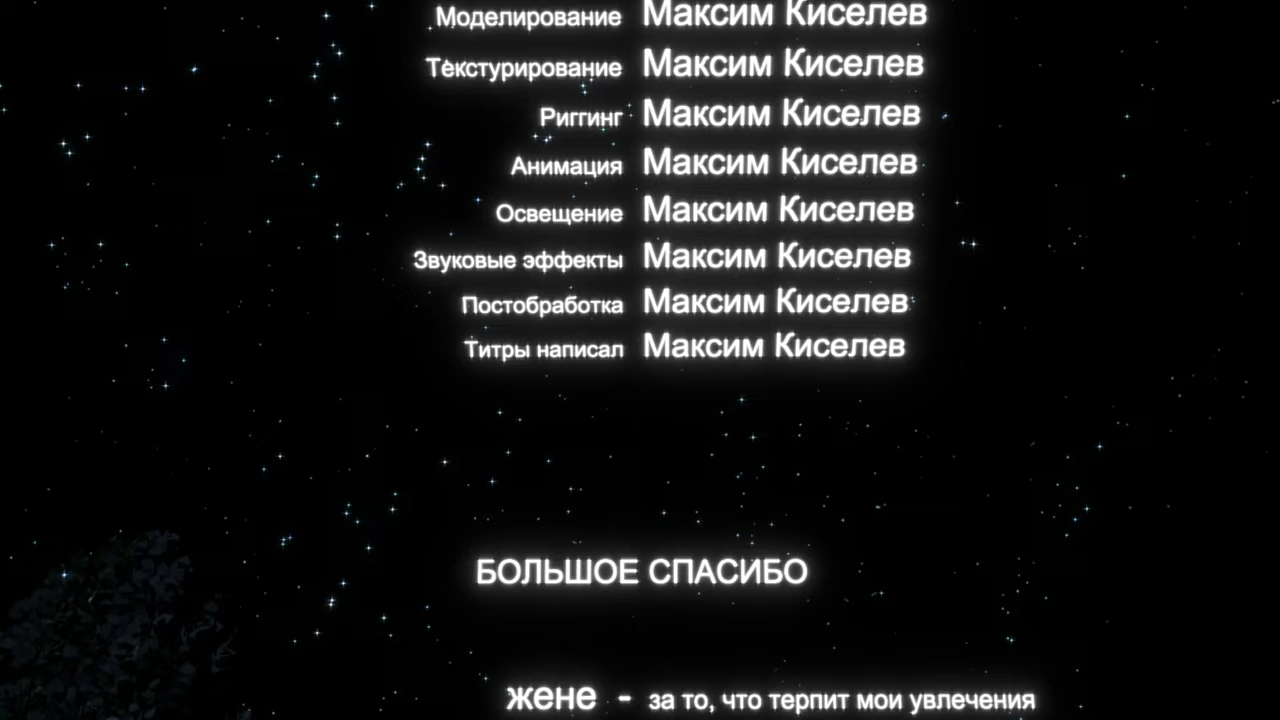 Моделирование Максим Киселев
Текстурирование Максим Киселев
Риггинг Максим Киселев
Анимация Максим Киселев
Освещение Максим Киселев
Звуковые эффекты Максим Киселев
Постобработка Максим Киселев
Титры написал Максим Киселев
БОЛЬШОЕ СПАСИБО
жене - за то, что терпит мои увлечения